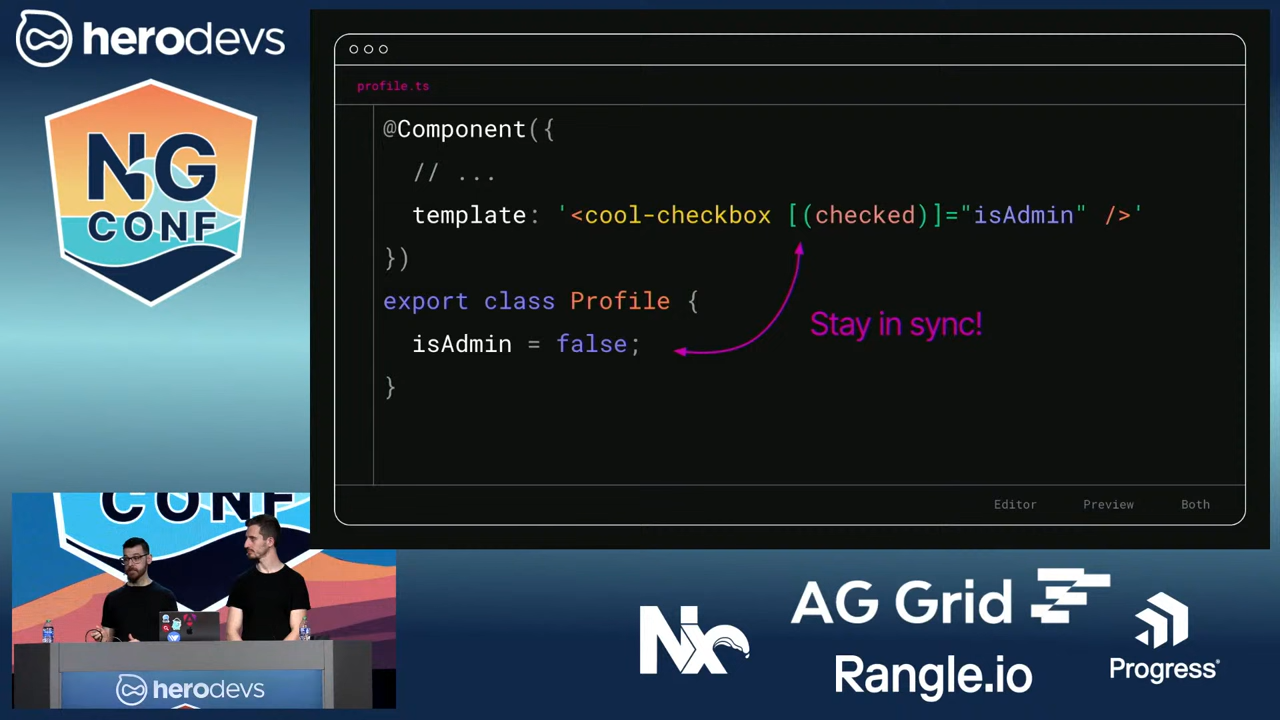 herodevs
NG
CONF
profile.ts
@Component({
// ...
template: '<cool-checkbox [(checked)]="isAdmin" />'
})
export class Profile {
isAdmin = false;
}
Stay in sync!
Editor Preview Both
CONF
herodevs
Nx
AG Grid
Rangle.io
Progress